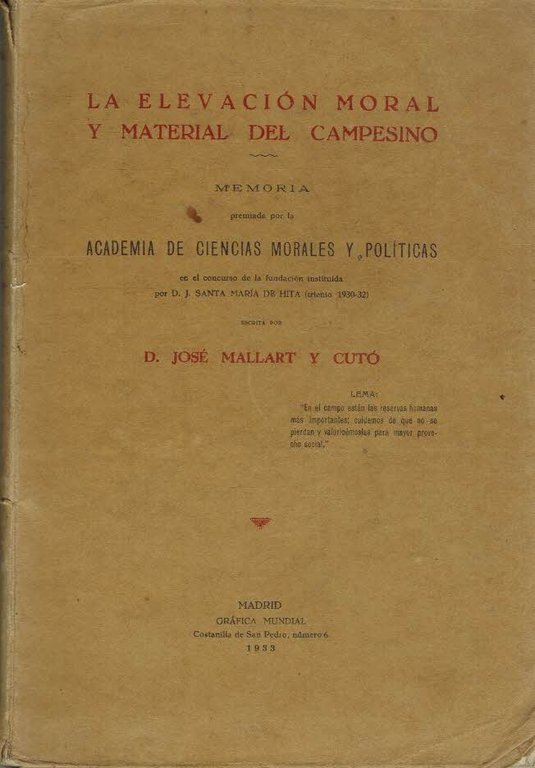 LA ELEVACIÓN MORAL
Y MATERIAL DEL CAMPESINO
MEMORIA
premiada por la
ACADEMIA DE CIENCIAS MORALES Y POLÍTICAS
en el concurso de la fundación instituída
por D. J. SANTA MARÍA DE HITA (trienio 1930-32)
ESCRITA POR
D. JOSÉ MALLART Y CUTÓ
LEMA:
"En el campo están las reservas humanas
más importantes; cuidemos de que no se
pierdan y valoricémoslas para mayor prove-
cho social."
MADRID
GRÁFICA MUNDIAL
Costanilla de San Pedro, número 6
1933